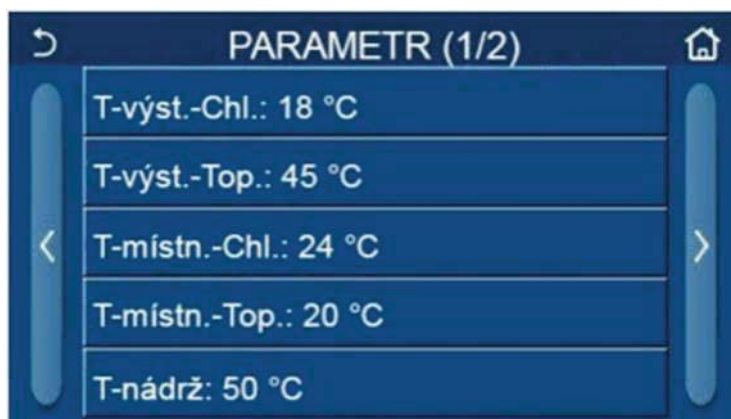 PARAMETR (1/2)
T-výst.-Chl.: 18 °C
T-výst.-Top.: 45 °C
T-místn.-Chl.: 24 °C
T-místn.-Top.: 20 °C
T-nádrž: 50 °C